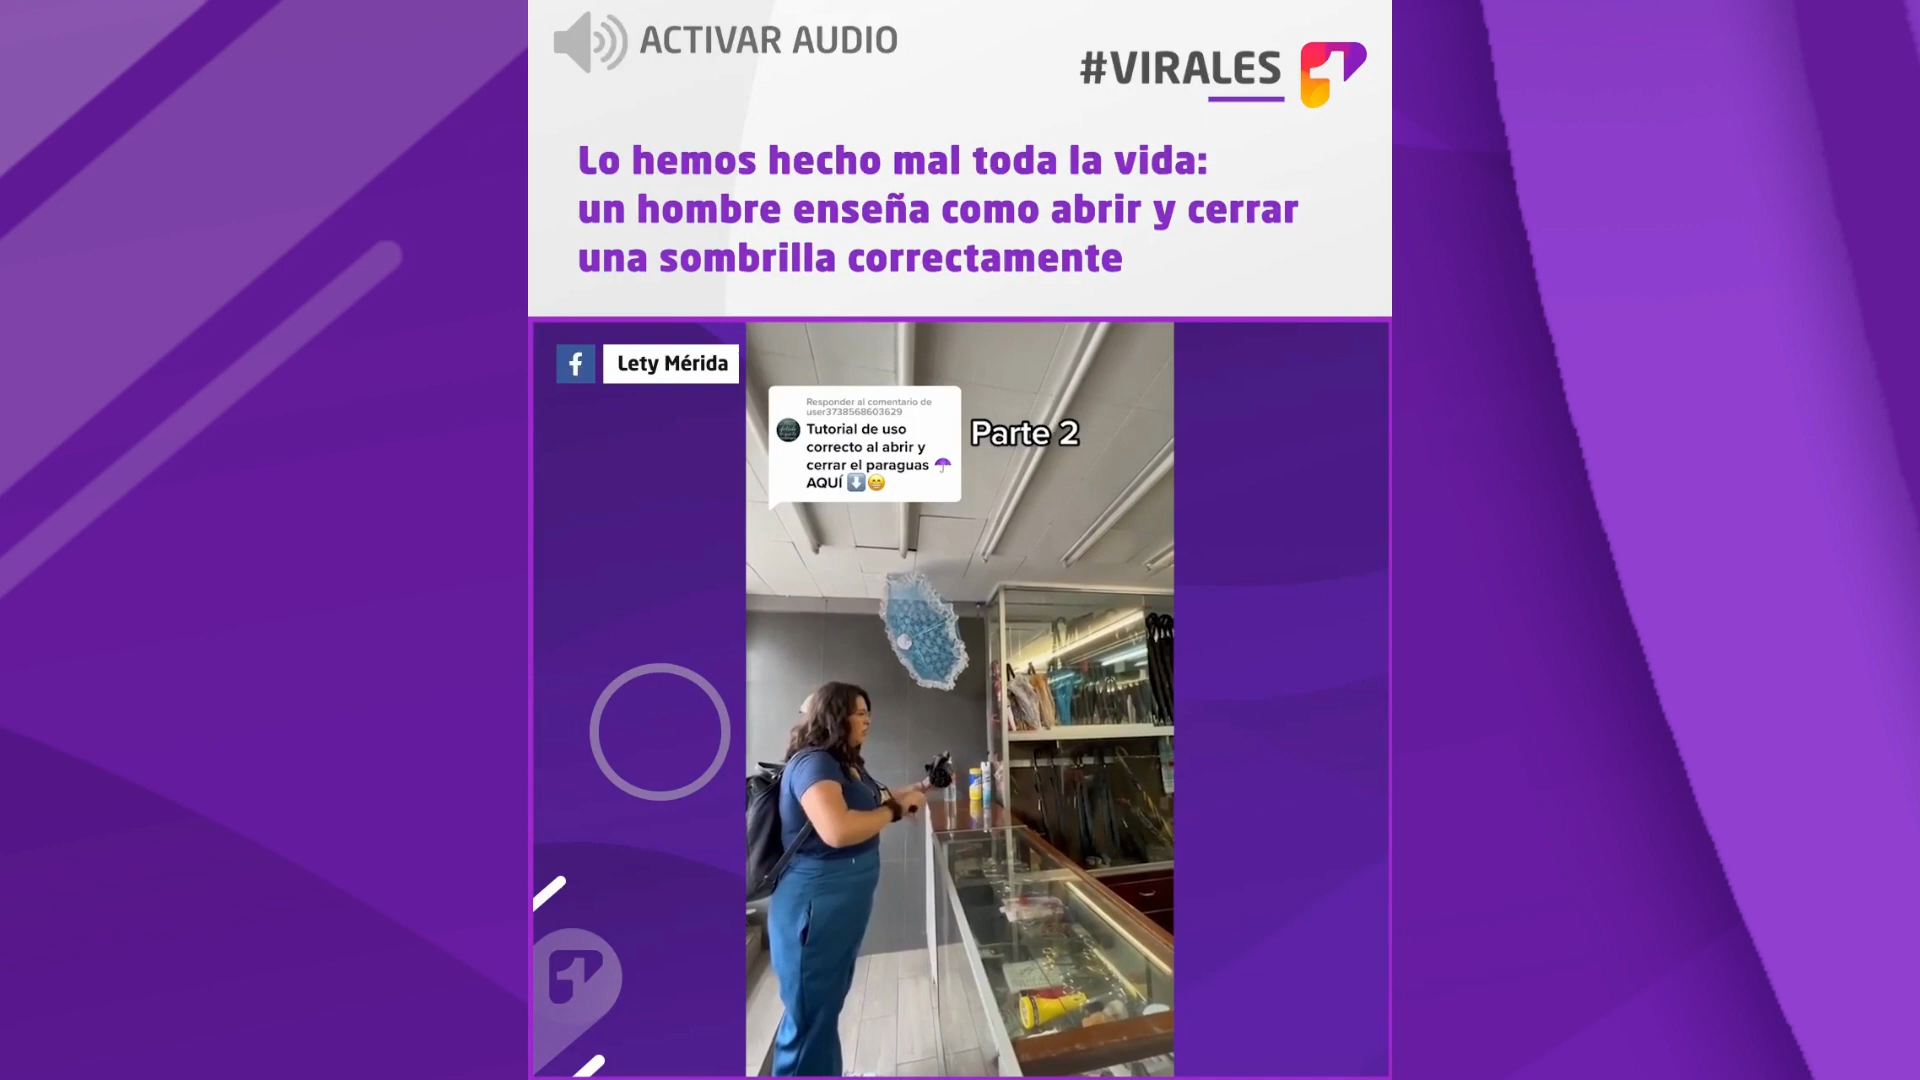 ACTIVAR AUDIO
#VIRALES
Lo hemos hecho mal toda la vida:
un hombre enseña como abrir y cerrar
una sombrilla correctamente
Lety Mérida
Responder al comentario de
user3738568603629
Tutorial de uso
correcto al abrir y
cerrar el paraguas
AQUÍ
Parte 2